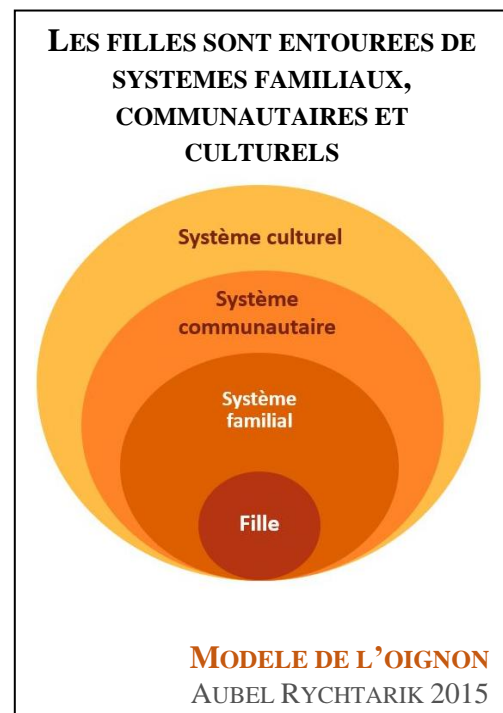 LES FILLES SONT ENTOUREES DE
SYSTEMES FAMILIAUX,
COMMUNAUTAIRES ET
CULTURELS
Système culturel
Système
communautaire
Système
familial
Fille
MODELE DE L’OIGNON
AUBEL RYCHTARIK 2015